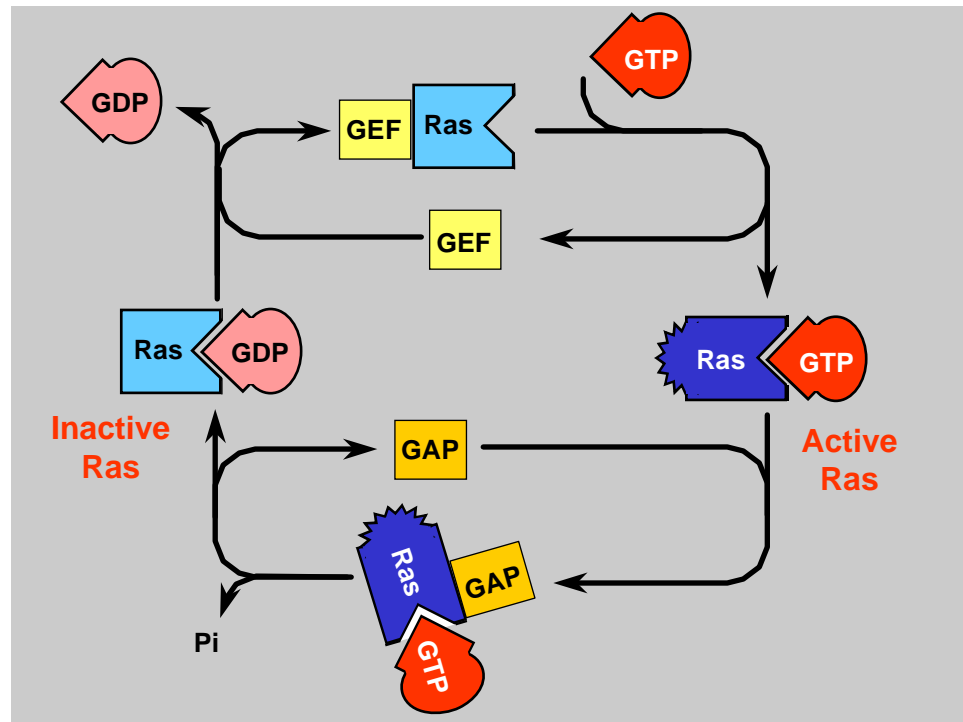 GTP
GDP
GEF Ras
GEF
Ras GDP
Ras GTP
Inactive
Ras
Active
Ras
GAP
Ras
GAP
GTP
Pi